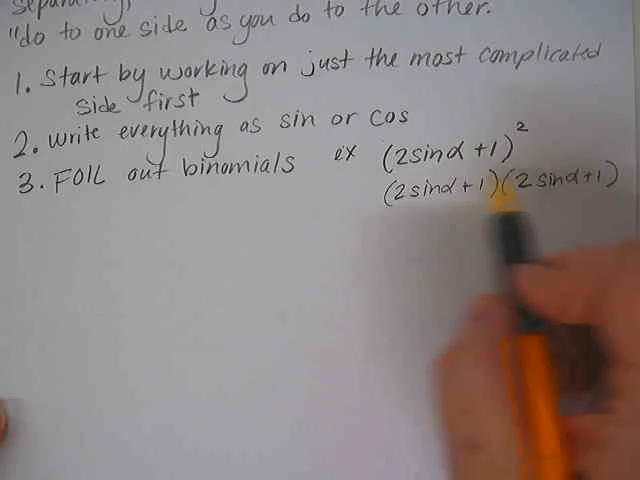 "do to one side as you do to the other.
1. Start by working on just the most complicated
side first
2. Write everything as sin or cos
3. FOIL out binomials ex (2sinα+1)²
(2sinα+1)(2sinα+1)